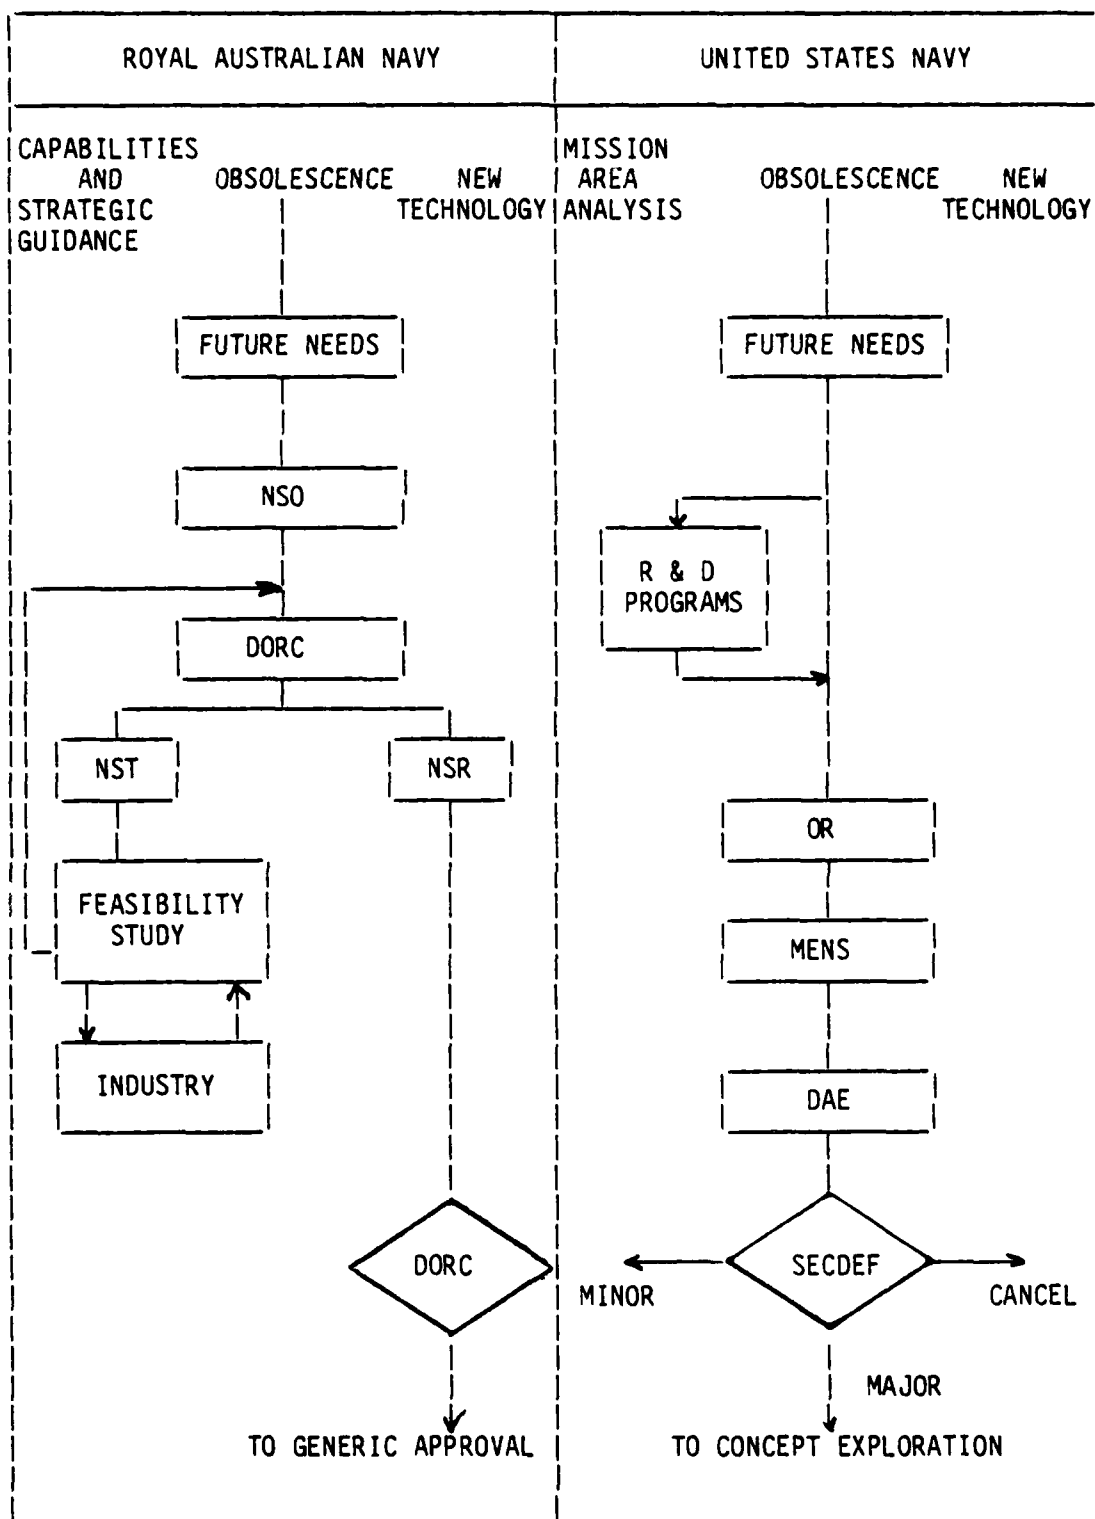 ROYAL AUSTRALIAN NAVY
UNITED STATES NAVY
CAPABILITIES
AND
STRATEGIC
GUIDANCE
OBSOLESCENCE
NEW
TECHNOLOGY
MISSION
AREA
ANALYSIS
OBSOLESCENCE
NEW
TECHNOLOGY
FUTURE NEEDS
NSO
DORC
NST
NSR
FEASIBILITY
STUDY
INDUSTRY
DORC
TO GENERIC APPROVAL
FUTURE NEEDS
R & D
PROGRAMS
OR
MENS
DAE
SECDEF
MINOR
CANCEL
MAJOR
TO CONCEPT EXPLORATION